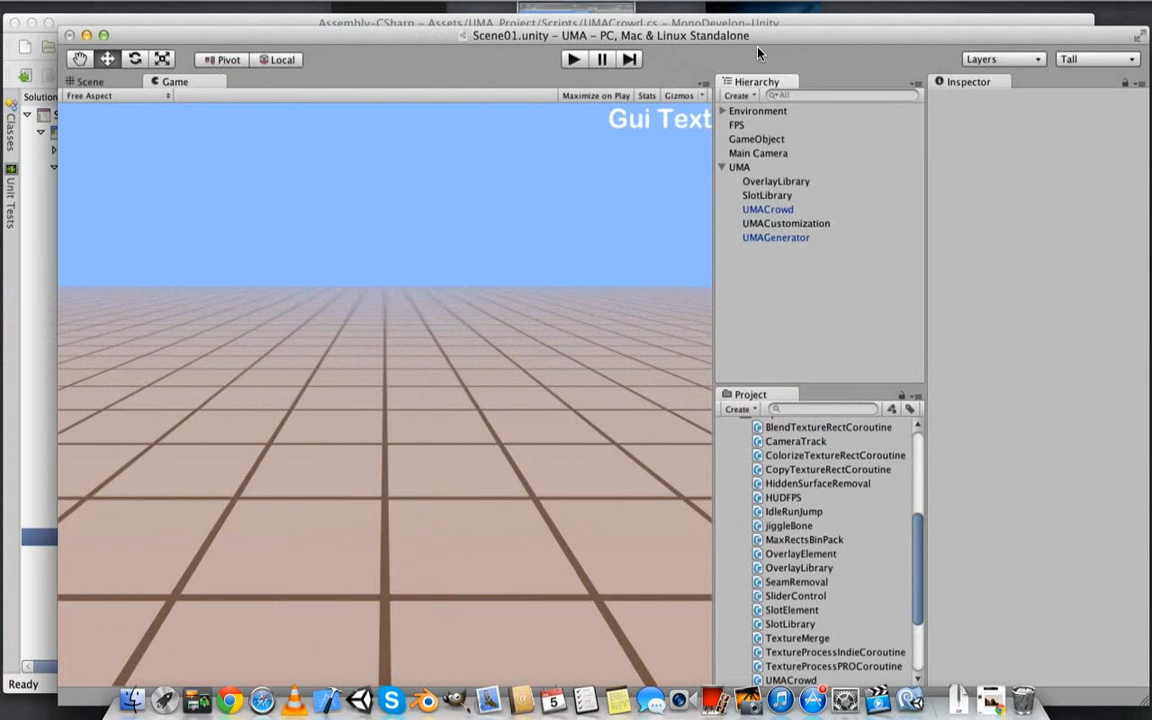 Assembly-CSharp – Assets/UMA_Project/Scripts/UMACrowd.cs – MonoDevelop-Unity
Scene01.unity – UMA – PC, Mac & Linux Standalone
Pivot
Local
Layers
Tall
Scene
Game
Hierarchy
Inspector
Free Aspect
Maximize on Play
Stats
Gizmos
Create
All
Solution
Classes
Unit Tests
Gui Text
Environment
FPS
GameObject
Main Camera
UMA
OverlayLibrary
SlotLibrary
UMACrowd
UMACustomization
UMAGenerator
Project
Create
BlendTextureRectCoroutine
CameraTrack
ColorizeTextureRectCoroutine
CopyTextureRectCoroutine
HiddenSurfaceRemoval
HUDFPS
IdleRunJump
jiggleBone
MaxRectsBinPack
OverlayElement
OverlayLibrary
SeamRemoval
SliderControl
SlotElement
SlotLibrary
TextureMerge
TextureProcessIndieCoroutine
TextureProcessPROCoroutine
UMACrowd
Ready
5